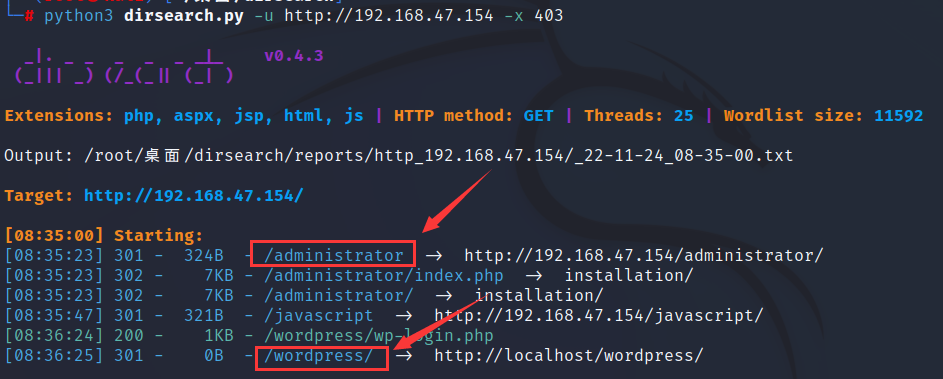 └─# python3 dirsearch.py -u http://192.168.47.154 -x 403
_|. _ _ _ _ _ _|_ v0.4.3
(_||| _) (/_(_|| (_| )
Extensions: php, aspx, jsp, html, js | HTTP method: GET | Threads: 25 | Wordlist size: 11592
Output: /root/桌面/dirsearch/reports/http_192.168.47.154/_22-11-24_08-35-00.txt
Target: http://192.168.47.154/
[08:35:00] Starting:
[08:35:23] 301 - 324B - /administrator → http://192.168.47.154/administrator/
[08:35:23] 302 - 7KB - /administrator/index.php → installation/
[08:35:23] 302 - 7KB - /administrator/ → installation/
[08:35:47] 301 - 321B - /javascript → http://192.168.47.154/javascript/
[08:36:24] 200 - 1KB - /wordpress/wp-login.php
[08:36:25] 301 - 0B - /wordpress/ → http://localhost/wordpress/